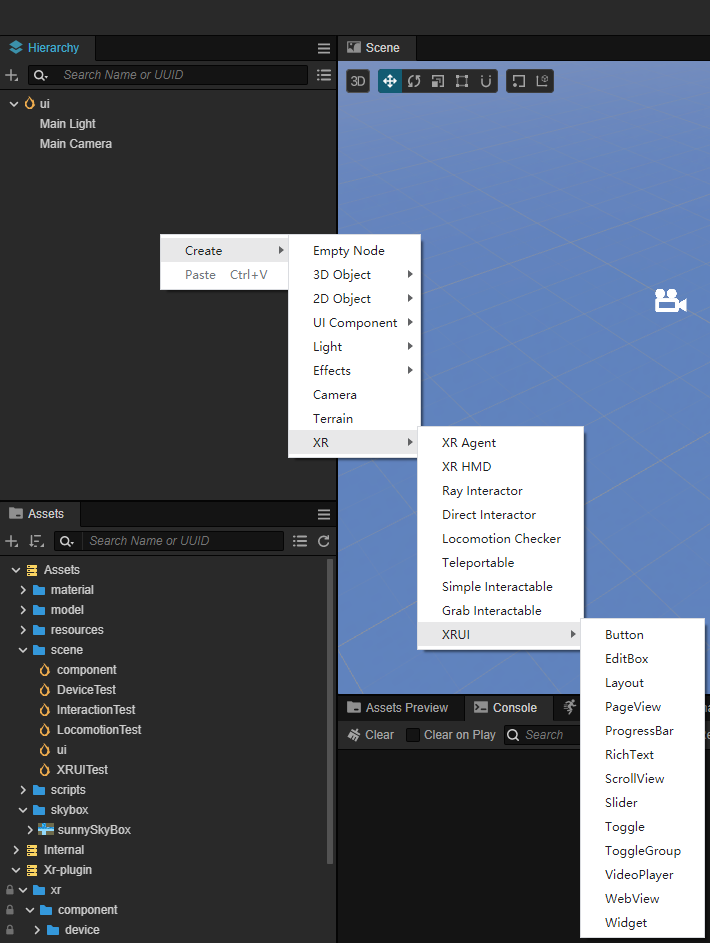 Hierarchy
Search Name or UUID
ui
Main Light
Main Camera
Scene
3D
Create
Paste Ctrl+V
Empty Node
3D Object
2D Object
UI Component
Light
Effects
Camera
Terrain
XR
XR Agent
XR HMD
Ray Interactor
Direct Interactor
Locomotion Checker
Teleportable
Simple Interactable
Grab Interactable
XRUI
Button
EditBox
Layout
PageView
ProgressBar
RichText
ScrollView
Slider
Toggle
ToggleGroup
VideoPlayer
WebView
Widget
Assets
Search Name or UUID
Assets
material
model
resources
scene
component
DeviceTest
InteractionTest
LocomotionTest
ui
XRUITest
scripts
skybox
sunnySkyBox
Internal
Xr-plugin
xr
component
device
Assets Preview
Console
Clear
Clear on Play
Search